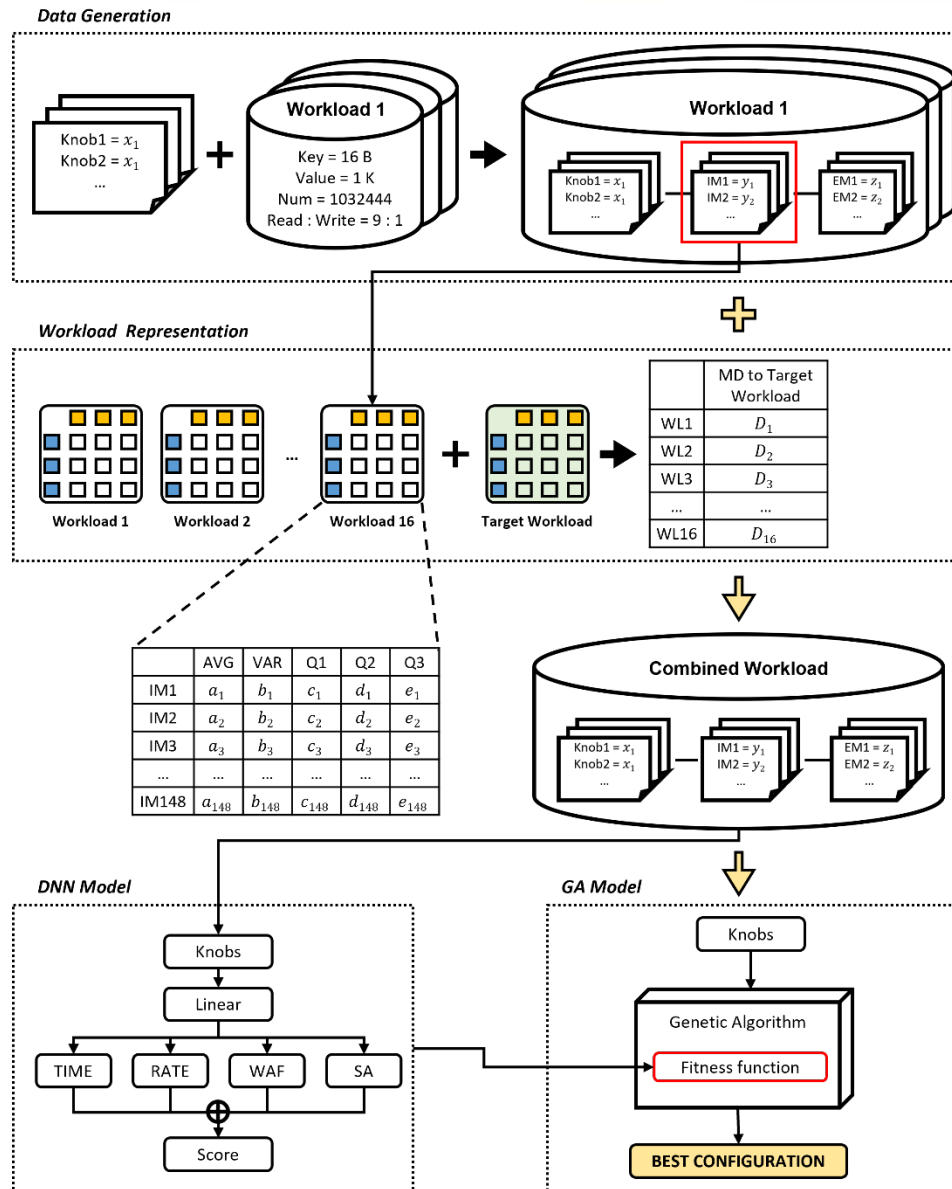 Data Generation
Knob1 = x₁
Knob2 = x₁
...
Workload 1
Key = 16 B
Value = 1 K
Num = 1032444
Read : Write = 9 : 1
Workload 1
Knob1 = x₁
Knob2 = x₁
...
IM1 = y₁
IM2 = y₂
...
EM1 = z₁
EM2 = z₂
...
Workload Representation
Workload 1
Workload 2
...
Workload 16
Target Workload
MD to Target
Workload
WL1 D₁
WL2 D₂
WL3 D₃
... ...
WL16 D₁₆
AVG VAR Q1 Q2 Q3
IM1 a₁ b₁ c₁ d₁ e₁
IM2 a₂ b₂ c₂ d₂ e₂
IM3 a₃ b₃ c₃ d₃ e₃
... ... ... ... ... ...
IM148 a₁₄₈ b₁₄₈ c₁₄₈ d₁₄₈ e₁₄₈
Combined Workload
Knob1 = x₁
Knob2 = x₁
...
IM1 = y₁
IM2 = y₂
...
EM1 = z₁
EM2 = z₂
...
DNN Model
Knobs
Linear
TIME RATE WAF SA
Score
GA Model
Knobs
Genetic Algorithm
Fitness function
BEST CONFIGURATION